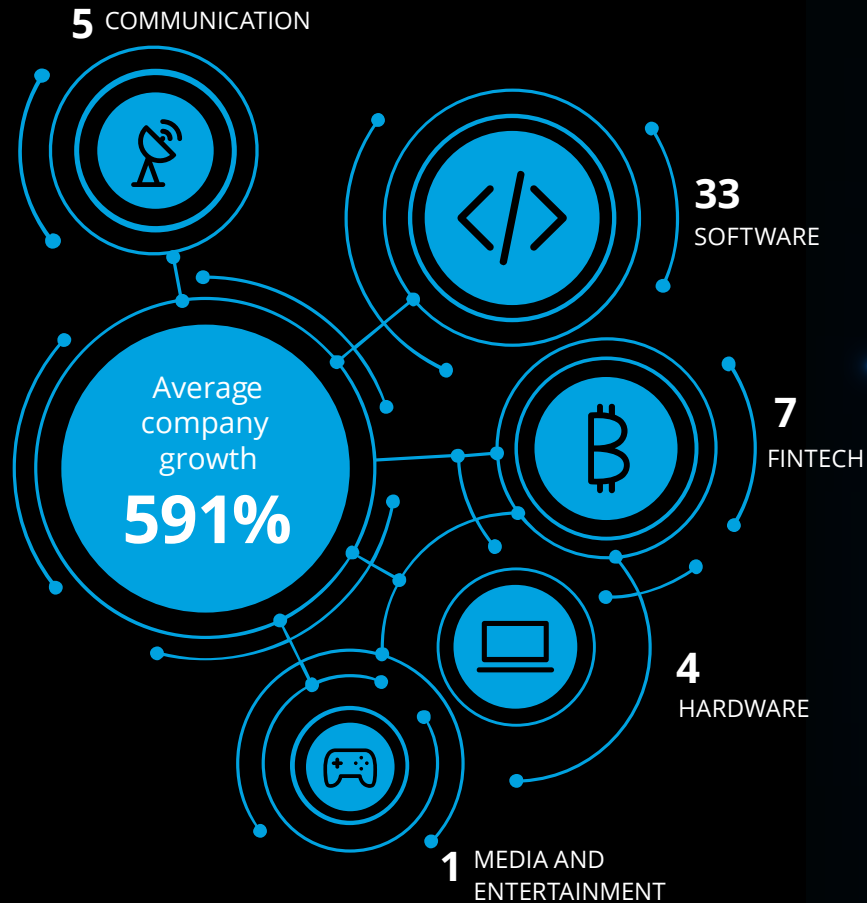 5 COMMUNICATION
33
SOFTWARE
Average
company
growth
591%
7
FINTECH
4
HARDWARE
1 MEDIA AND
ENTERTAINMENT